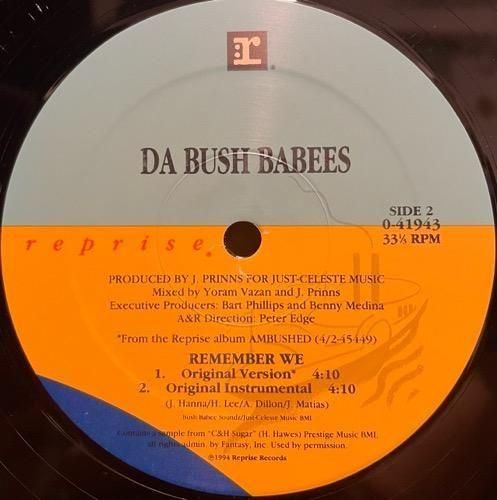 :r
DA BUSH BABEES
SIDE 2
0-41943
33⅓ RPM
reprise®
PRODUCED BY J. PRINNS FOR JUST-CELESTE MUSIC
Mixed by Yoram Vazan and J. Prinns
Executive Producers: Bart Phillips and Benny Medina
A&R Direction: Peter Edge
*From the Reprise album AMBUSHED (4/2-45449)
REMEMBER WE
1. Original Version* 4:10
2. Original Instrumental 4:10
(J. Hanna/H. Lee/A. Dillon/J. Matias)
Bush Babee Soundz/Just-Celeste Music BMI
Contains a sample from "C&H Sugar" (H. Hawes) Prestige Music BMI,
all rights admin. by Fantasy, Inc. Used by permission.
℗1994 Reprise Records